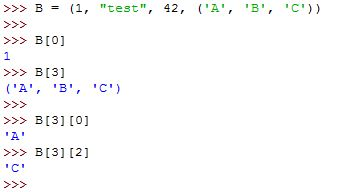 >>> B = (1, "test", 42, ('A', 'B', 'C'))
>>>
>>> B[0]
1
>>> B[3]
('A', 'B', 'C')
>>>
>>> B[3][0]
'A'
>>> B[3][2]
'C'
>>>